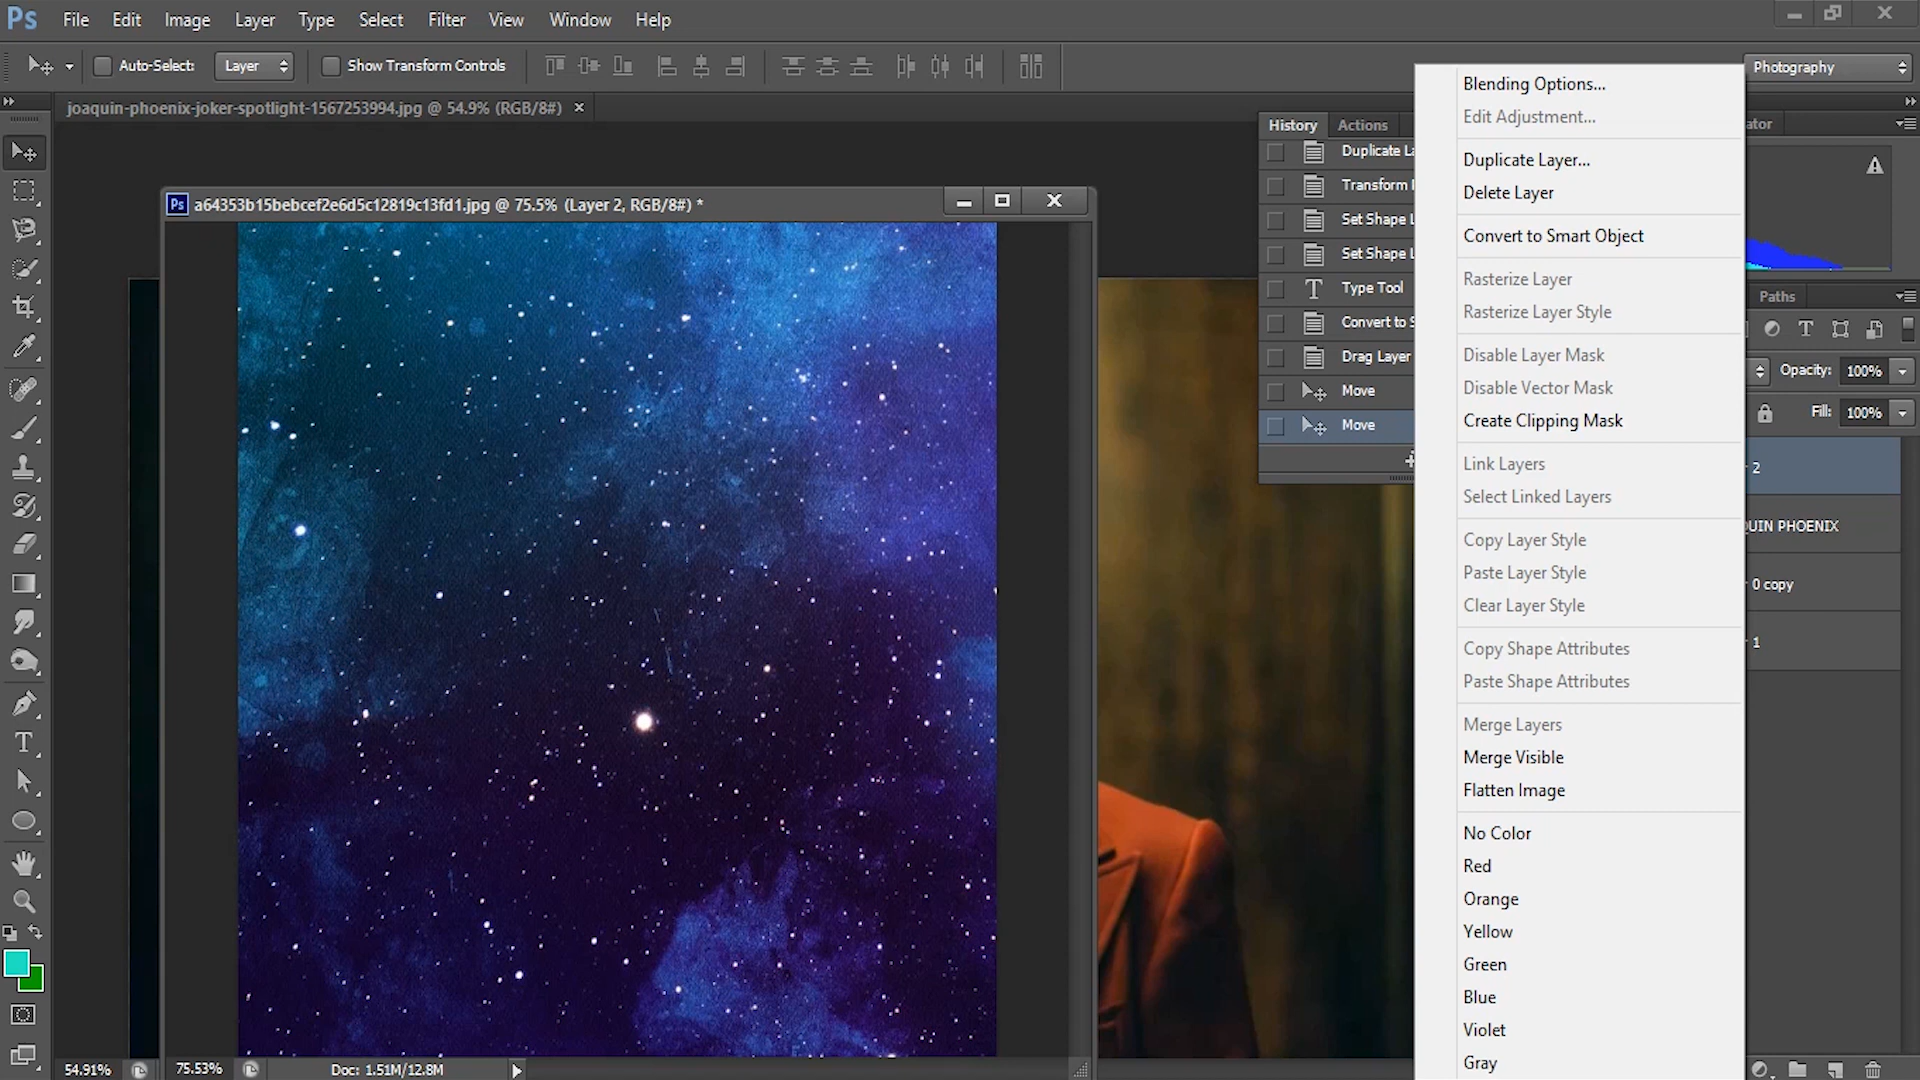 Ps File Edit Image Layer Type Select Filter View Window Help
Auto-Select: Layer Show Transform Controls
Photography
joaquin-phoenix-joker-spotlight-1567253994.jpg @ 54.9% (RGB/8#) ×
Ps a64353b15bebcef2e6d5c12819c13fd1.jpg @ 75.5% (Layer 2, RGB/8#) *
History Actions
Duplicate La
Transform
Set Shape L
Set Shape L
Type Tool
Convert to S
Drag Layer
Move
Move
Blending Options...
Edit Adjustment...
Duplicate Layer...
Delete Layer
Convert to Smart Object
Rasterize Layer
Rasterize Layer Style
Disable Layer Mask
Disable Vector Mask
Create Clipping Mask
Link Layers
Select Linked Layers
Copy Layer Style
Paste Layer Style
Clear Layer Style
Copy Shape Attributes
Paste Shape Attributes
Merge Layers
Merge Visible
Flatten Image
No Color
Red
Orange
Yellow
Green
Blue
Violet
Gray
ator
Paths
Opacity: 100%
Fill: 100%
2
UIN PHOENIX
0 copy
1
54.91%
75.53% Doc: 1.51M/12.8M